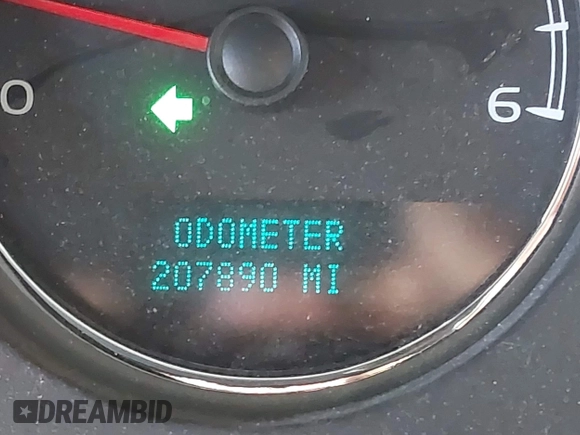 0
6
ODOMETER
207890 MI
DREAMBID